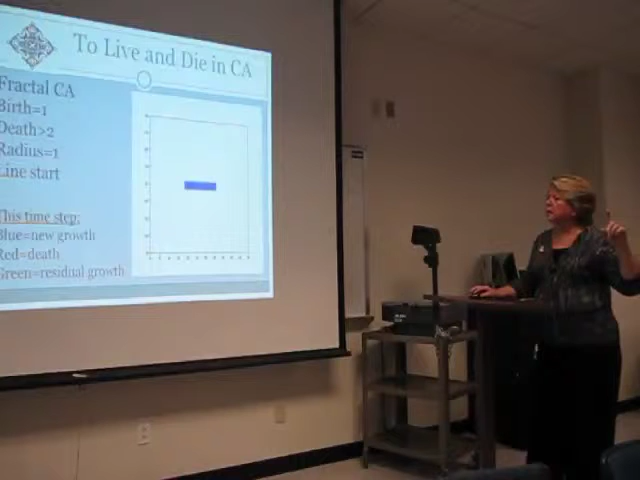 To Live and Die in CA
Fractal CA
Birth=1
Death>2
Radius=1
Line start
This time step:
Blue=new growth
Red=death
Green=residual growth